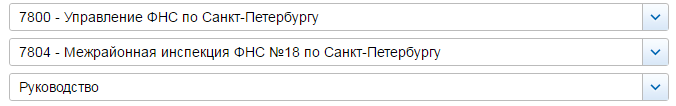 7800 - Управление ФНС по Санкт-Петербургу
7804 - Межрайонная инспекция ФНС №18 по Санкт-Петербургу
Руководство